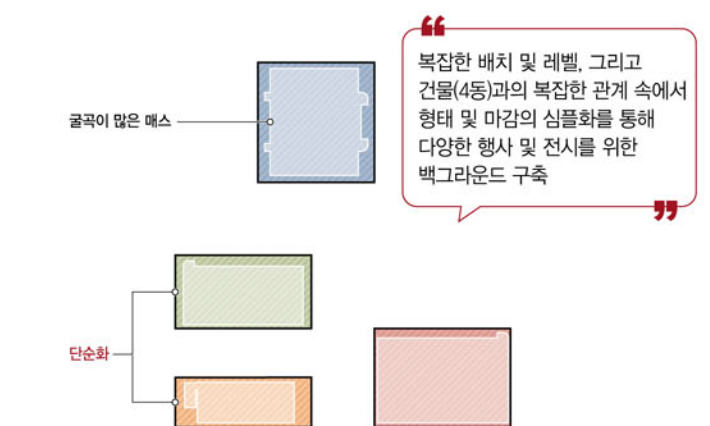 복잡한 배치 및 레벨, 그리고
건물(4동)과의 복잡한 관계 속에서
형태 및 마감의 심플화를 통해
다양한 행사 및 전시를 위한
백그라운드 구축
굴곡이 많은 매스
단순화